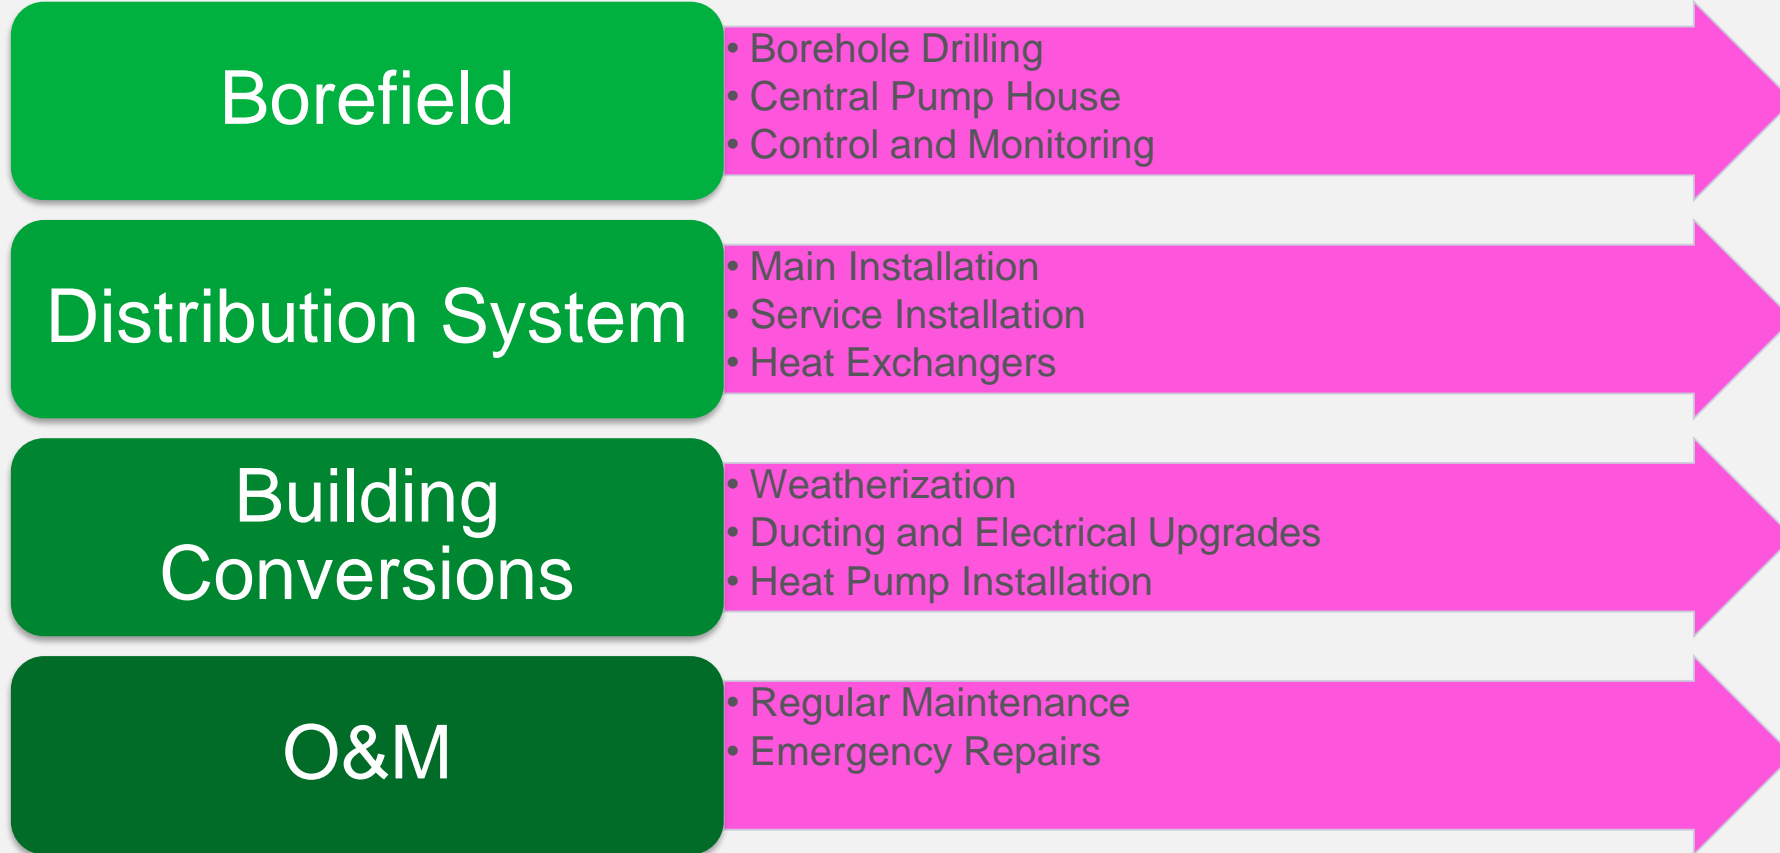 Borefield
• Borehole Drilling
• Central Pump House
• Control and Monitoring
Distribution System
• Main Installation
• Service Installation
• Heat Exchangers
Building
Conversions
• Weatherization
• Ducting and Electrical Upgrades
• Heat Pump Installation
O&M
• Regular Maintenance
• Emergency Repairs